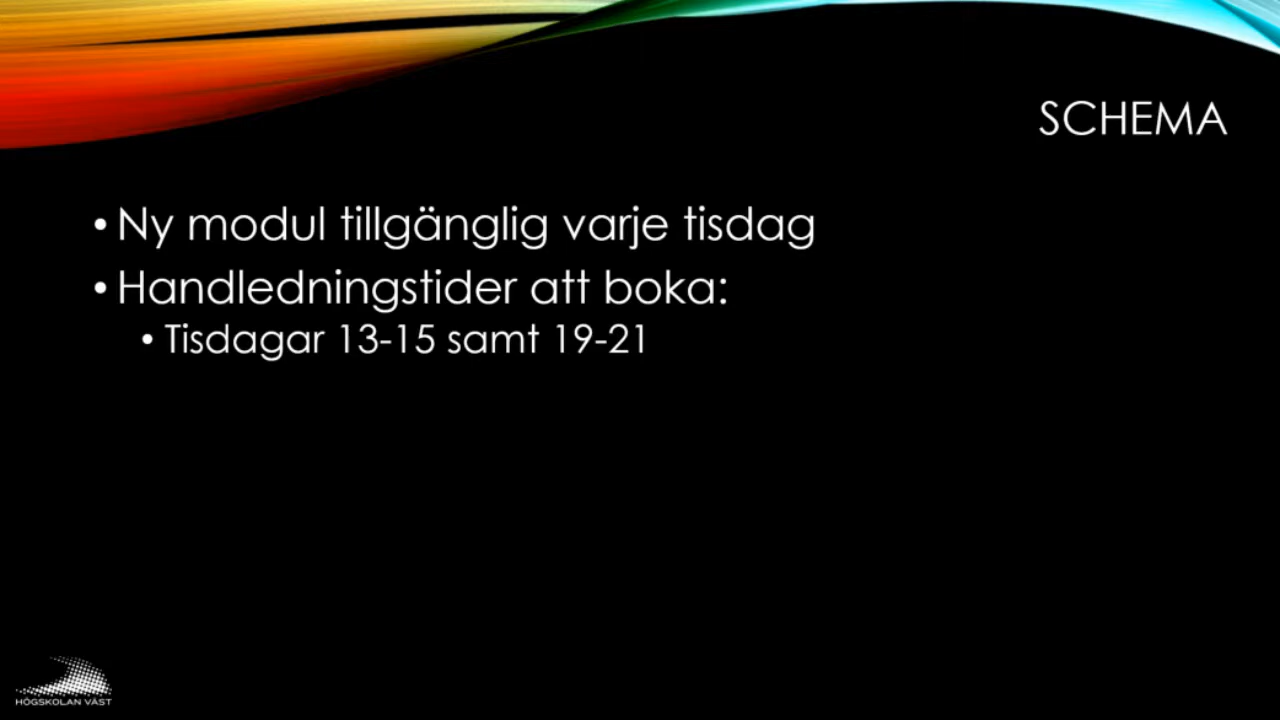 SCHEMA
• Ny modul tillgänglig varje tisdag
• Handledningstider att boka:
• Tisdagar 13-15 samt 19-21
HÖGSKOLAN VÄST